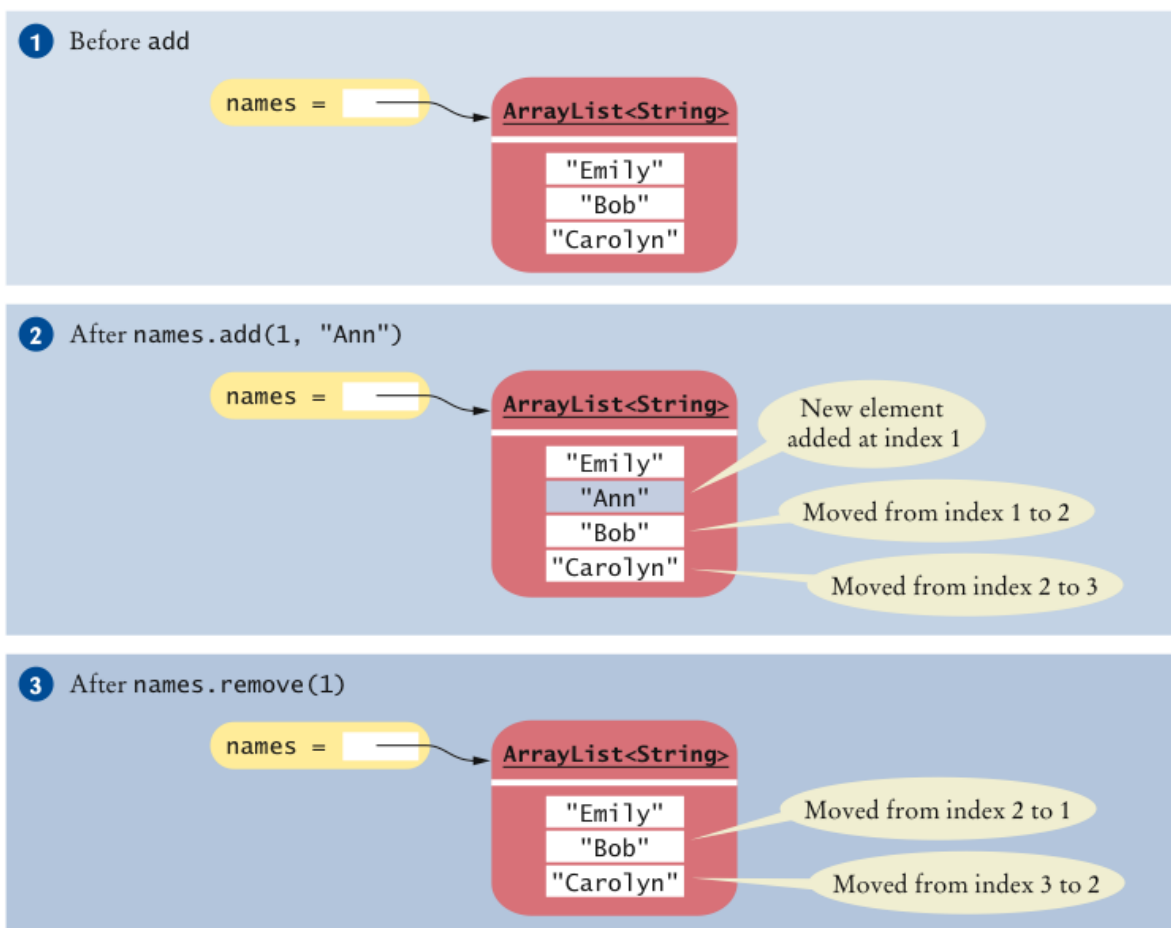 1 Before add
names =
ArrayList<String>
"Emily"
"Bob"
"Carolyn"
2 After names.add(1, "Ann")
names =
ArrayList<String>
"Emily"
"Ann"
"Bob"
"Carolyn"
New element
added at index 1
Moved from index 1 to 2
Moved from index 2 to 3
3 After names.remove(1)
names =
ArrayList<String>
"Emily"
"Bob"
"Carolyn"
Moved from index 2 to 1
Moved from index 3 to 2